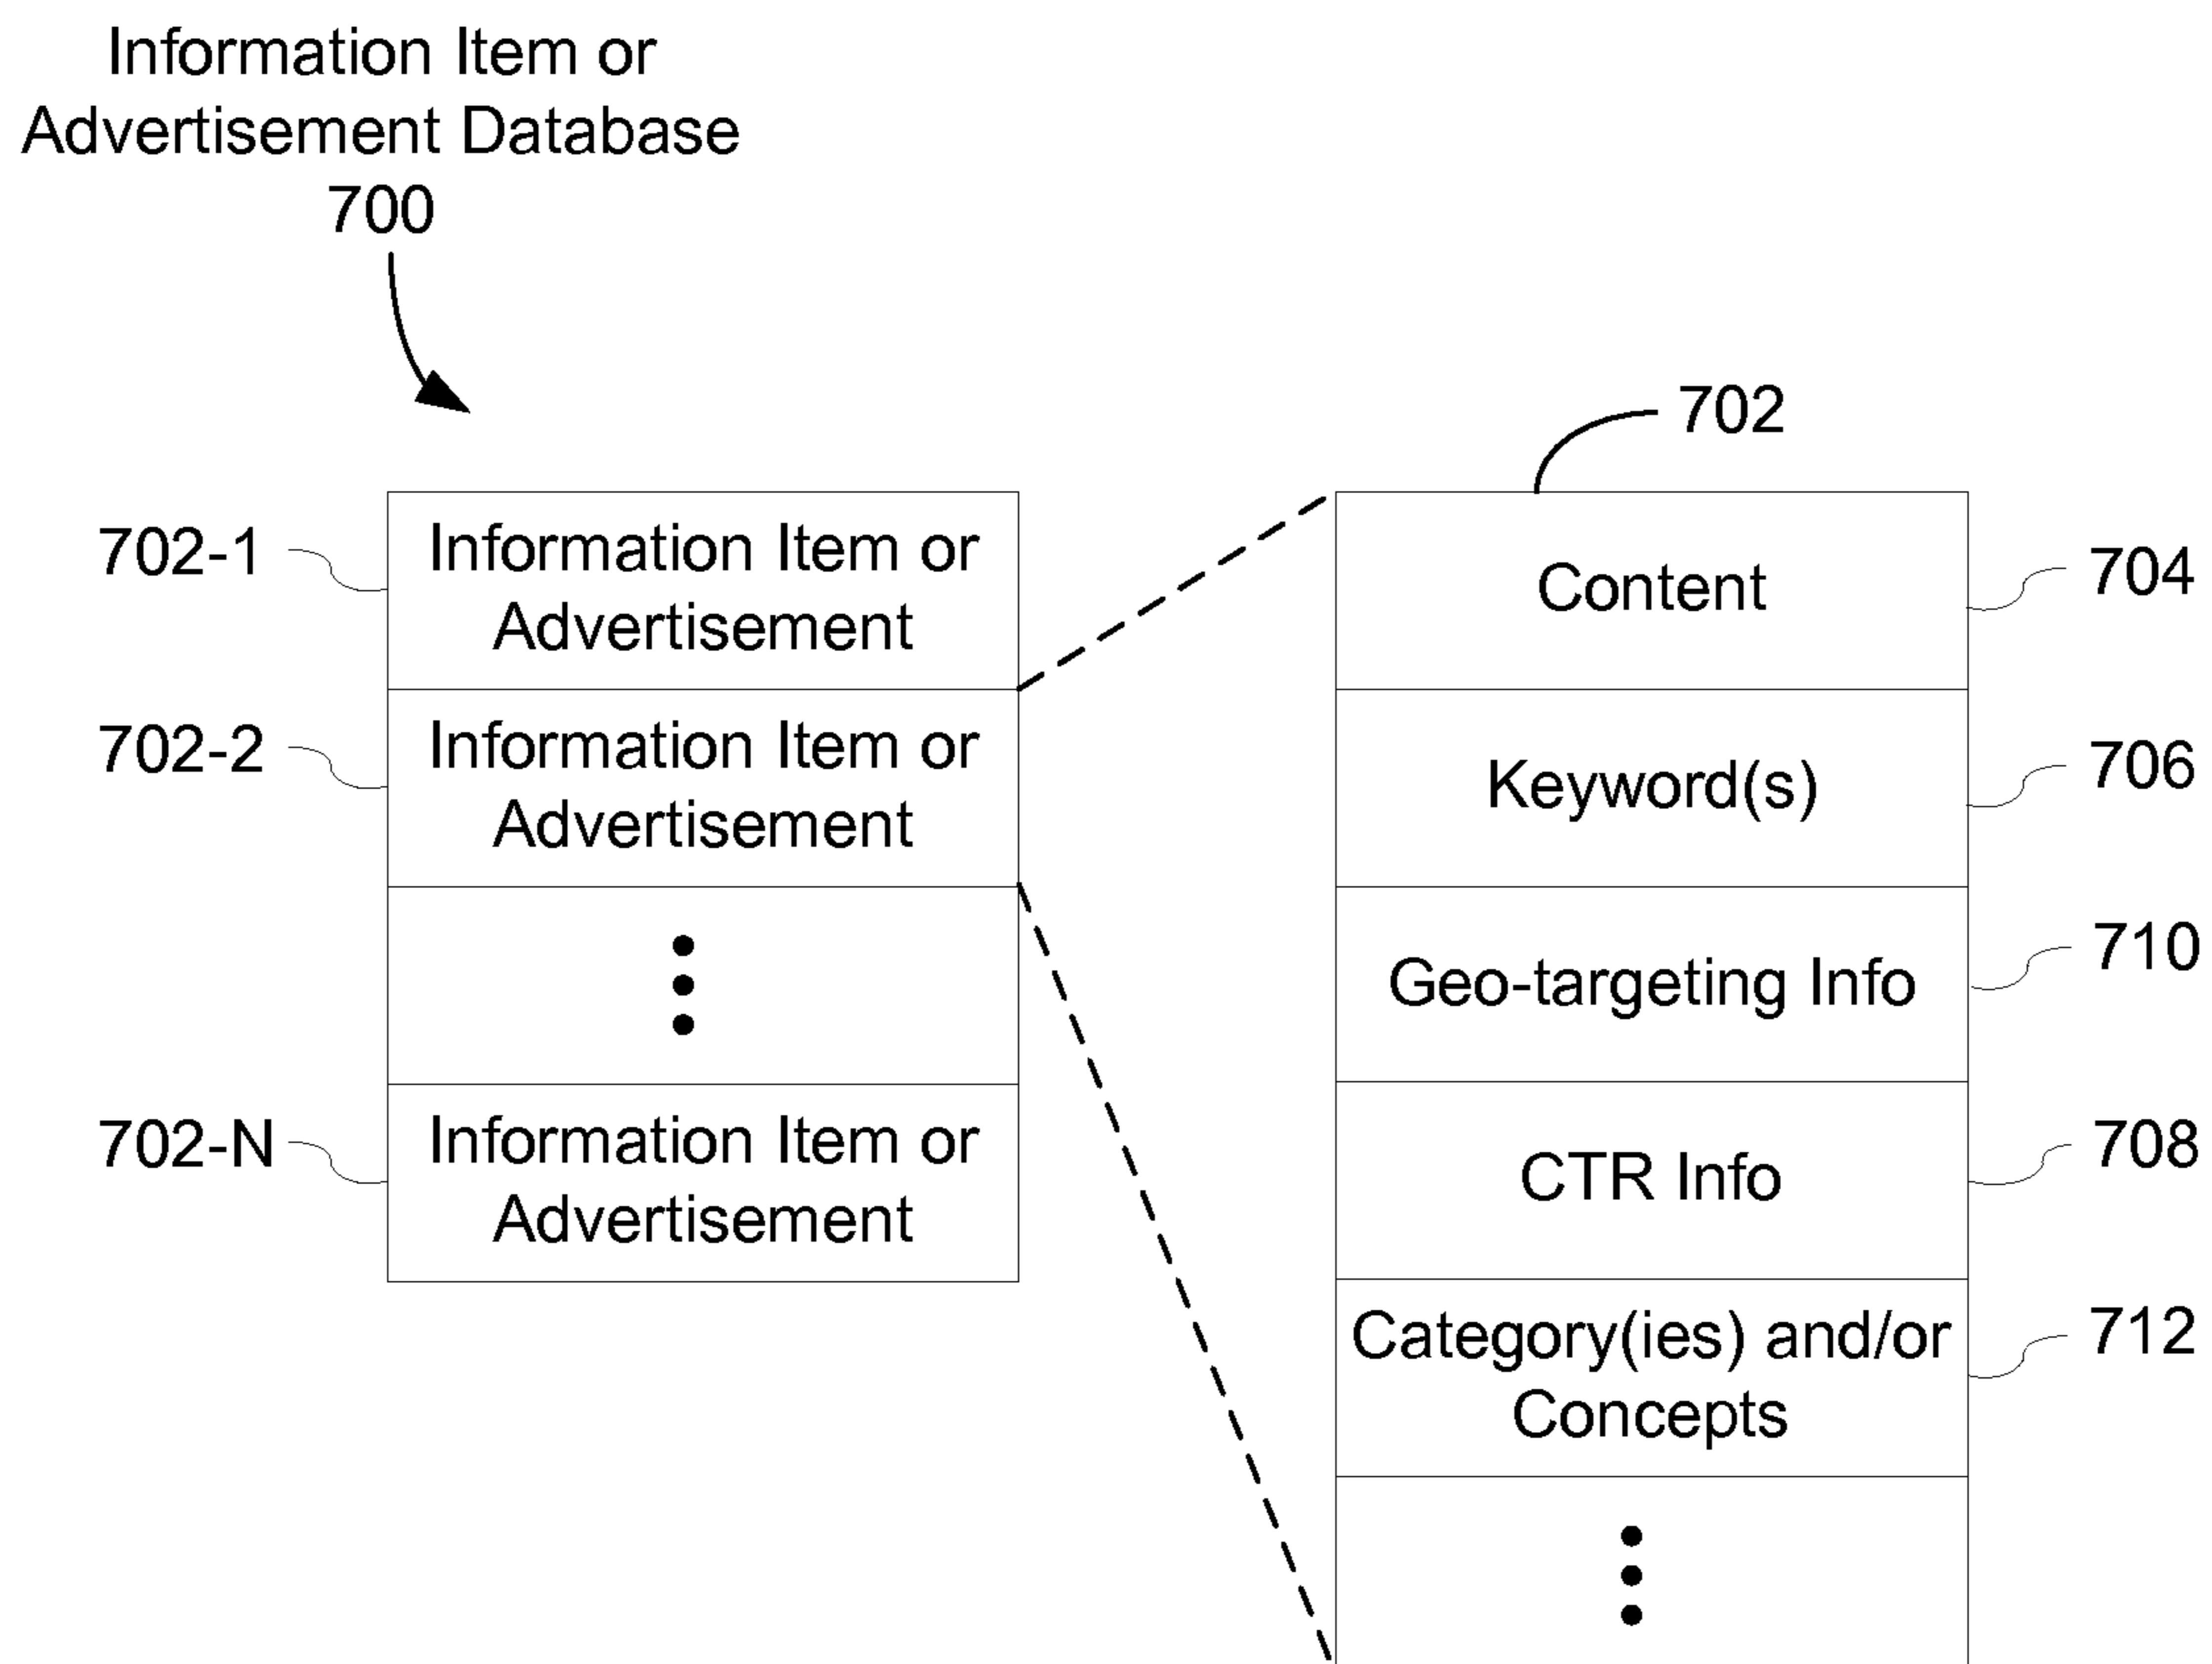 Information Item or
Advertisement Database
700
702-1
Information Item or
Advertisement
702-2
Information Item or
Advertisement
702-N
Information Item or
Advertisement
702
Content
704
Keyword(s)
706
Geo-targeting Info
710
CTR Info
708
Category(ies) and/or
Concepts
712